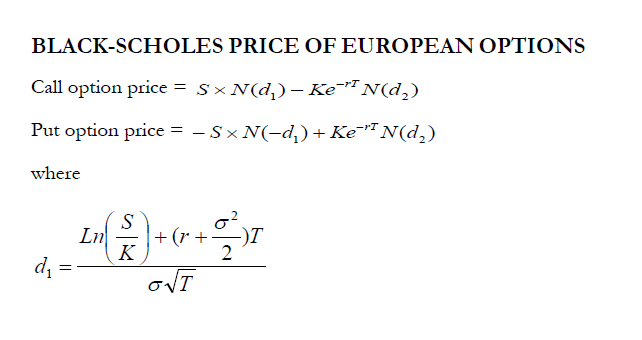 BLACK-SCHOLES PRICE OF EUROPEAN OPTIONS
Call option price = S × N(d₁) – Ke^(–rT) N(d₂)
Put option price = – S × N(–d₁) + Ke^(–rT) N(d₂)
where
d₁ = (Ln(S/K) + (r + σ²/2)T) / (σ√T)